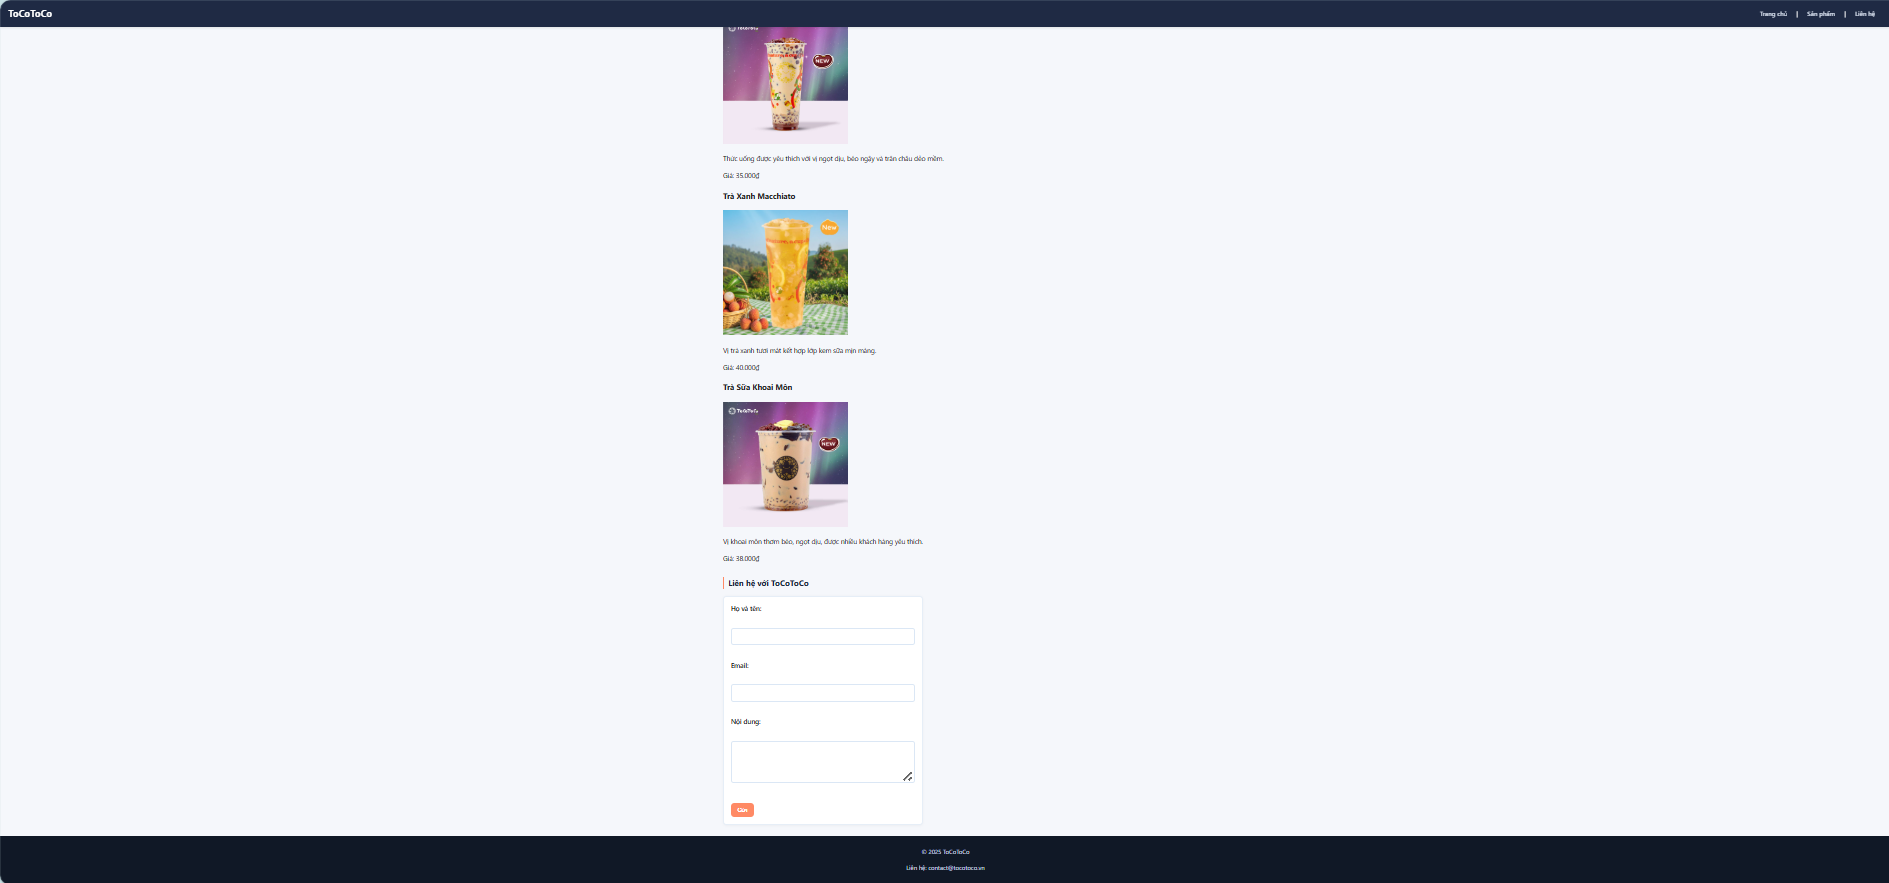 ToCoToCo
Trang chủ | Sản phẩm | Liên hệ
ToCoToCo
NEW
Thức uống được yêu thích với vị ngọt dịu, béo ngậy và trân châu dẻo mềm.
Giá: 35.000₫
Trà Xanh Macchiato
New
Vị trà xanh tươi mát kết hợp lớp kem sữa mịn màng.
Giá: 40.000₫
Trà Sữa Khoai Môn
ToCoToCo
NEW
Vị khoai môn thơm béo, ngọt dịu, được nhiều khách hàng yêu thích.
Giá: 38.000₫
Liên hệ với ToCoToCo
Họ và tên:
Email:
Nội dung:
Gửi
© 2025 ToCoToCo
Liên hệ: contact@tocotoco.vn